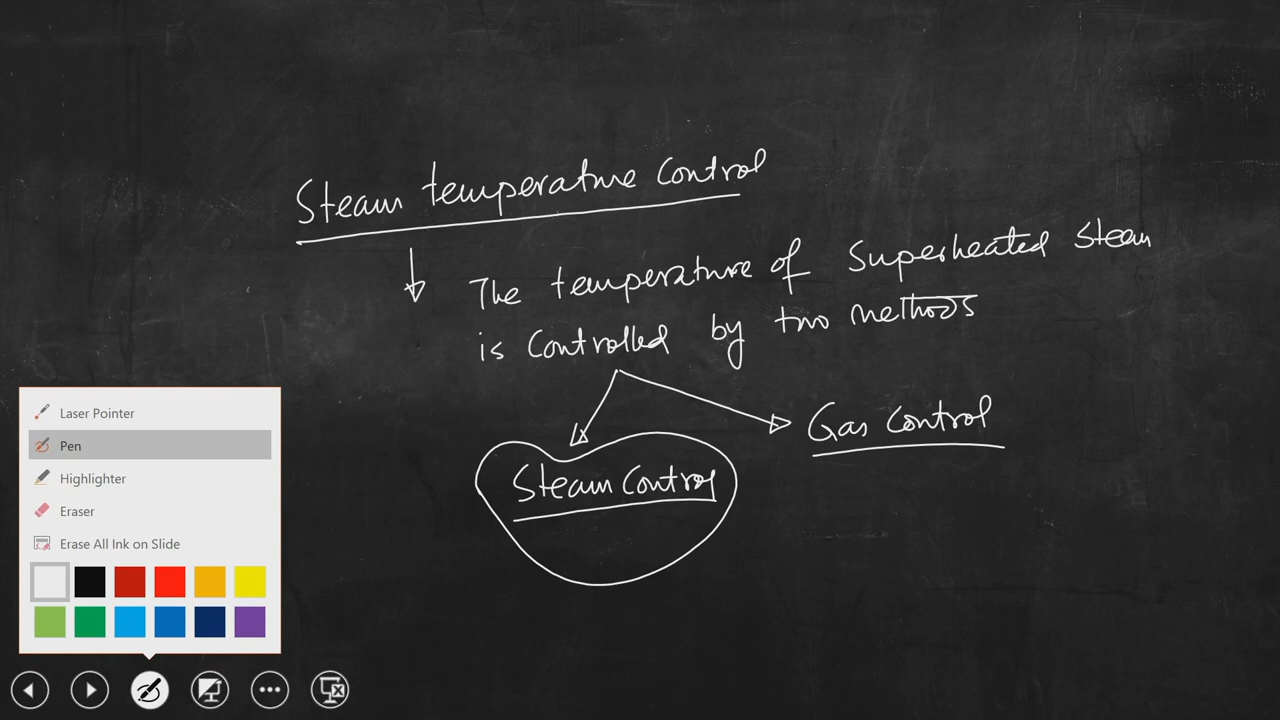 Steam temperature Control
The temperature of Superheated Steam
is Controlled by two methods
Gas Control
Steam Control
Laser Pointer
Pen
Highlighter
Eraser
Erase All Ink on Slide